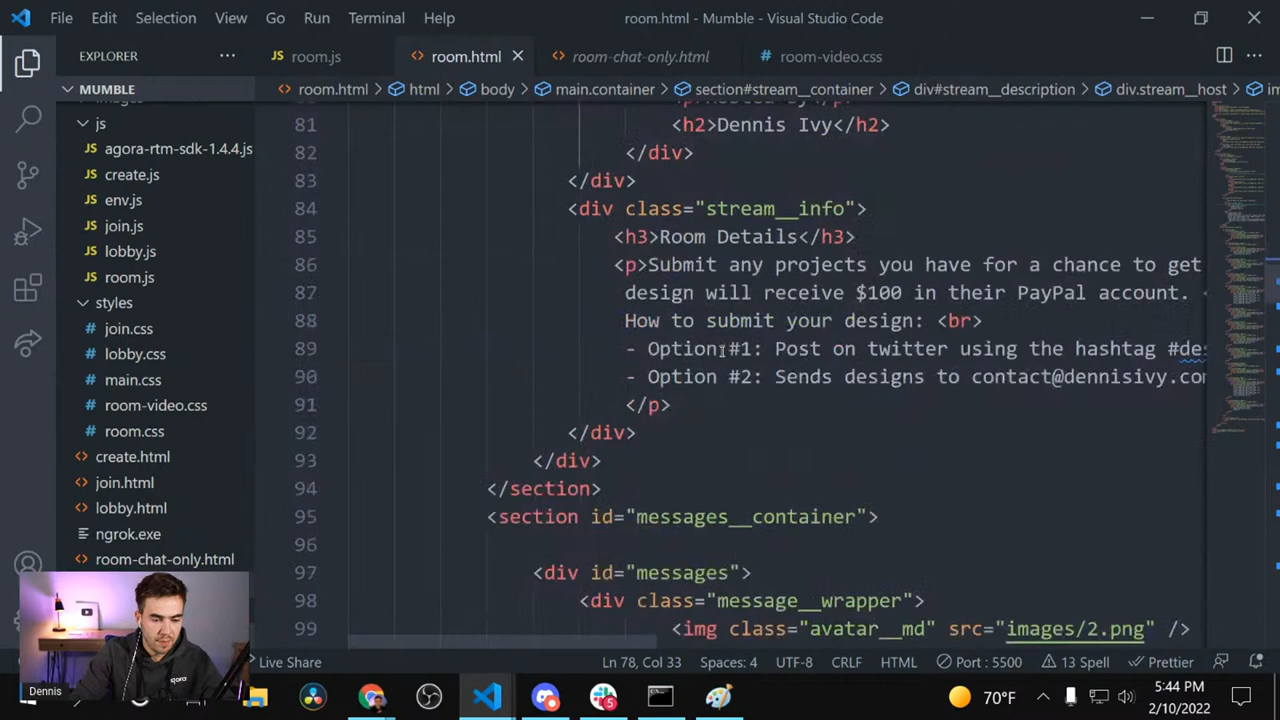 File Edit Selection View Go Run Terminal Help room.html - Mumble - Visual Studio Code
EXPLORER ··· room.js room.html room-chat-only.html room-video.css ···
MUMBLE room.html > html > body > main.container > section#stream__container > div#stream__description > div.stream__host >
js
agora-rtm-sdk-1.4.4.js
create.js
env.js
join.js
lobby.js
room.js
styles
join.css
lobby.css
main.css
room-video.css
room.css
create.html
join.html
lobby.html
ngrok.exe
room-chat-only.html
81 <h2>Dennis Ivy</h2>
82 </div>
83 </div>
84 <div class="stream__info">
85 <h3>Room Details</h3>
86 <p>Submit any projects you have for a chance to get
87 design will receive $100 in their PayPal account.
88 How to submit your design: <br>
89 - Option #1: Post on twitter using the hashtag #des
90 - Option #2: Sends designs to contact@dennisivy.com
91 </p>
92 </div>
93 </div>
94 </section>
95 <section id="messages__container">
96
97 <div id="messages">
98 <div class="message__wrapper">
99 <img class="avatar__md" src="images/2.png" />
Live Share Ln 78, Col 33 Spaces: 4 UTF-8 CRLF HTML Port : 5500 13 Spell Prettier
Dennis
5
70°F
5:44 PM
2/10/2022